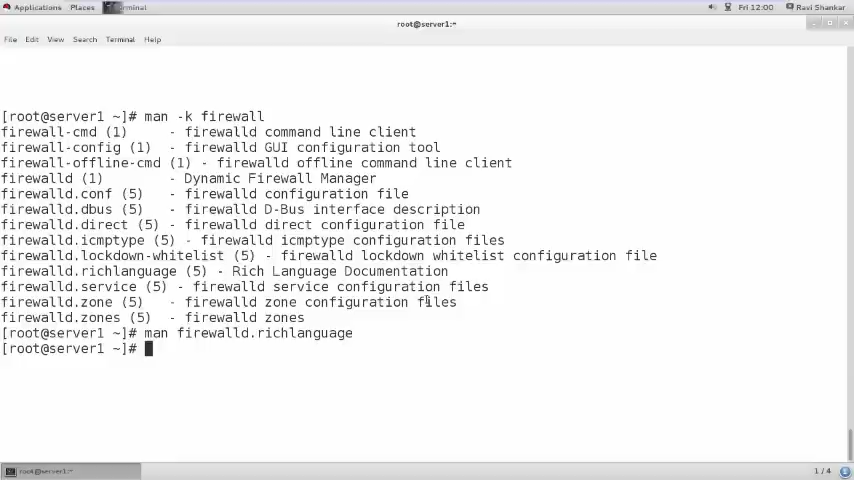 Applications Places Terminal Fri 12:00 Ravi Shankar
root@server1:~
File Edit View Search Terminal Help
[root@server1 ~]# man -k firewall
firewall-cmd (1)     - firewalld command line client
firewall-config (1)  - firewalld GUI configuration tool
firewall-offline-cmd (1) - firewalld offline command line client
firewalld (1)        - Dynamic Firewall Manager
firewalld.conf (5)   - firewalld configuration file
firewalld.dbus (5)   - firewalld D-Bus interface description
firewalld.direct (5) - firewalld direct configuration file
firewalld.icmptype (5) - firewalld icmptype configuration files
firewalld.lockdown-whitelist (5) - firewalld lockdown whitelist configuration file
firewalld.richlanguage (5) - Rich Language Documentation
firewalld.service (5) - firewalld service configuration files
firewalld.zone (5)   - firewalld zone configuration files
firewalld.zones (5)  - firewalld zones
[root@server1 ~]# man firewalld.richlanguage
[root@server1 ~]#
root@server1:~ 1 / 4